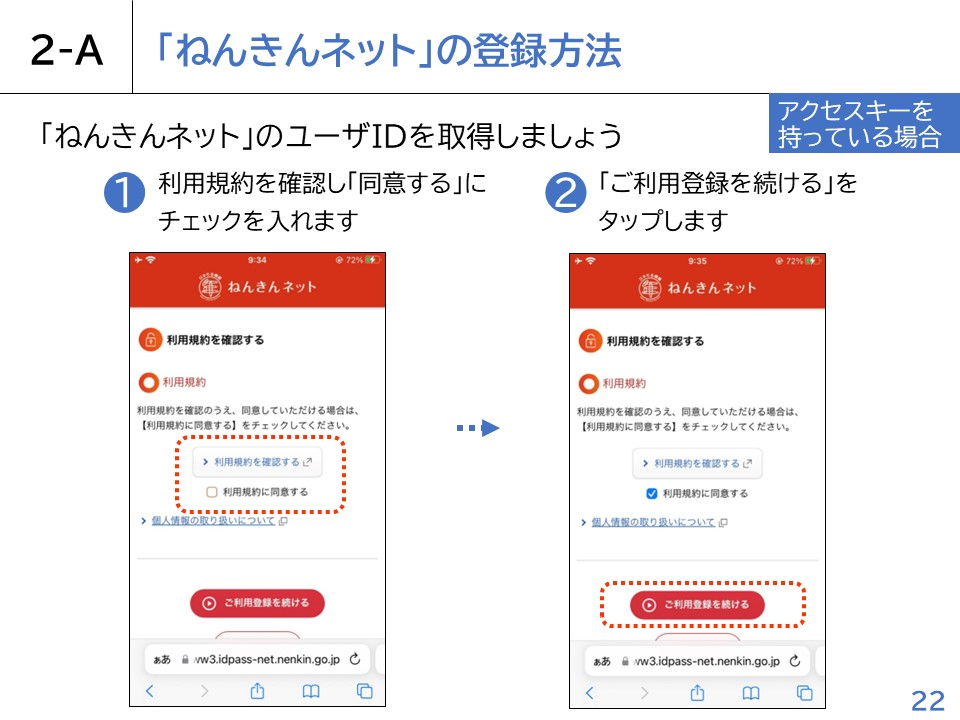 2-A
「ねんきんネット」の登録方法
アクセスキーを
持っている場合
「ねんきんネット」のユーザIDを取得しましょう
1
利用規約を確認し「同意する」に
チェックを入れます
2
「ご利用登録を続ける」を
タップします
9:34
72%
ねんきんネット
利用規約を確認する
利用規約
利用規約を確認のうえ、同意していただける場合は、
【利用規約に同意する】をチェックしてください。
利用規約を確認する
利用規約に同意する
個人情報の取り扱いについて
ご利用登録を続ける
ぁあ
ww3.idpass-net.nenkin.go.jp
9:35
72%
ねんきんネット
利用規約を確認する
利用規約
利用規約を確認のうえ、同意していただける場合は、
【利用規約に同意する】をチェックしてください。
利用規約を確認する
利用規約に同意する
個人情報の取り扱いについて
ご利用登録を続ける
ぁあ
ww3.idpass-net.nenkin.go.jp
22